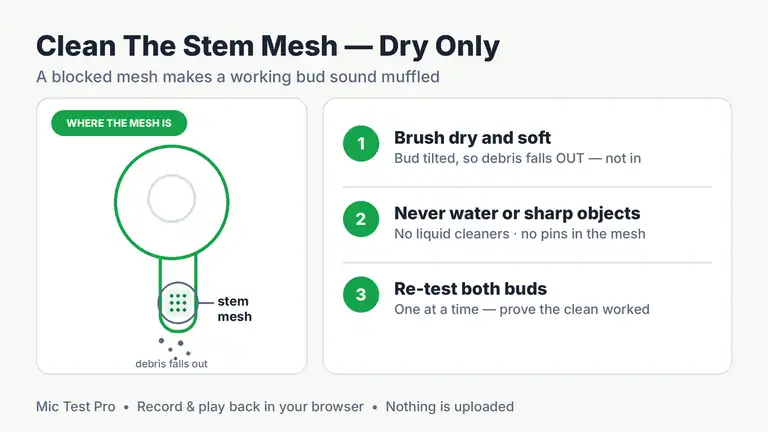 Clean The Stem Mesh — Dry Only
A blocked mesh makes a working bud sound muffled
WHERE THE MESH IS
stem
mesh
debris falls out
1
Brush dry and soft
Bud tilted, so debris falls OUT — not in
2
Never water or sharp objects
No liquid cleaners · no pins in the mesh
3
Re-test both buds
One at a time — prove the clean worked
Mic Test Pro • Record & play back in your browser • Nothing is uploaded